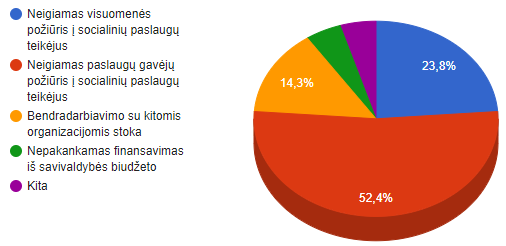 Neigiamas visuomenės
požiūris į socialinių paslaugų
teikėjus
Neigiamas paslaugų gavėjų
požiūris į socialinių paslaugų
teikėjus
Bendradarbiavimo su kitomis
organizacijomis stoka
Nepakankamas finansavimas
iš savivaldybės biudžeto
Kita
23,8%
14,3%
52,4%